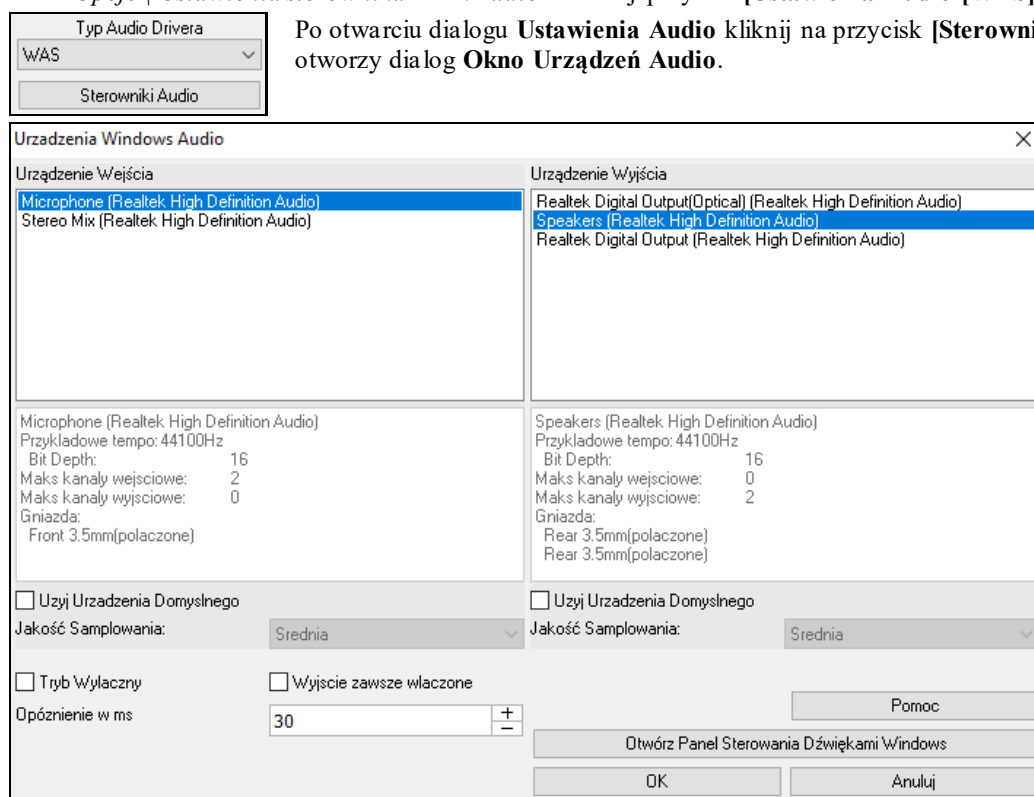 Typ Audio Drivera
WAS
Sterowniki Audio
Po otwarciu dialogu Ustawienia Audio kliknij na przycisk
otworzy dialog Okno Urządzeń Audio.
Urzadzenia Windows Audio
Urządzenie Wejścia
Microphone (Realtek High Definition Audio)
Stereo Mix (Realtek High Definition Audio)
Urządzenie Wyjścia
Realtek Digital Output(Optical) (Realtek High Definition Audio)
Speakers (Realtek High Definition Audio)
Realtek Digital Output (Realtek High Definition Audio)
Microphone (Realtek High Definition Audio)
Przykladowe tempo: 44100Hz
Bit Depth: 16
Maks kanaly wejsciowe: 2
Maks kanaly wyjsciowe: 0
Gniazda:
Front 3.5mm(polaczone)
Speakers (Realtek High Definition Audio)
Przykladowe tempo: 44100Hz
Bit Depth: 16
Maks kanaly wejsciowe: 0
Maks kanaly wyjsciowe: 2
Gniazda:
Rear 3.5mm(polaczone)
Rear 3.5mm(polaczone)
Uzyj Urzadzenia Domyslnego
Jakość Samplowania: Srednia
Uzyj Urzadzenia Domyslnego
Jakość Samplowania: Srednia
Tryb Wylaczny
Wyjscie zawsze wlaczone
Opóznienie w ms 30
Pomoc
Otwórz Panel Sterowania Dźwiękami Windows
OK
Anuluj